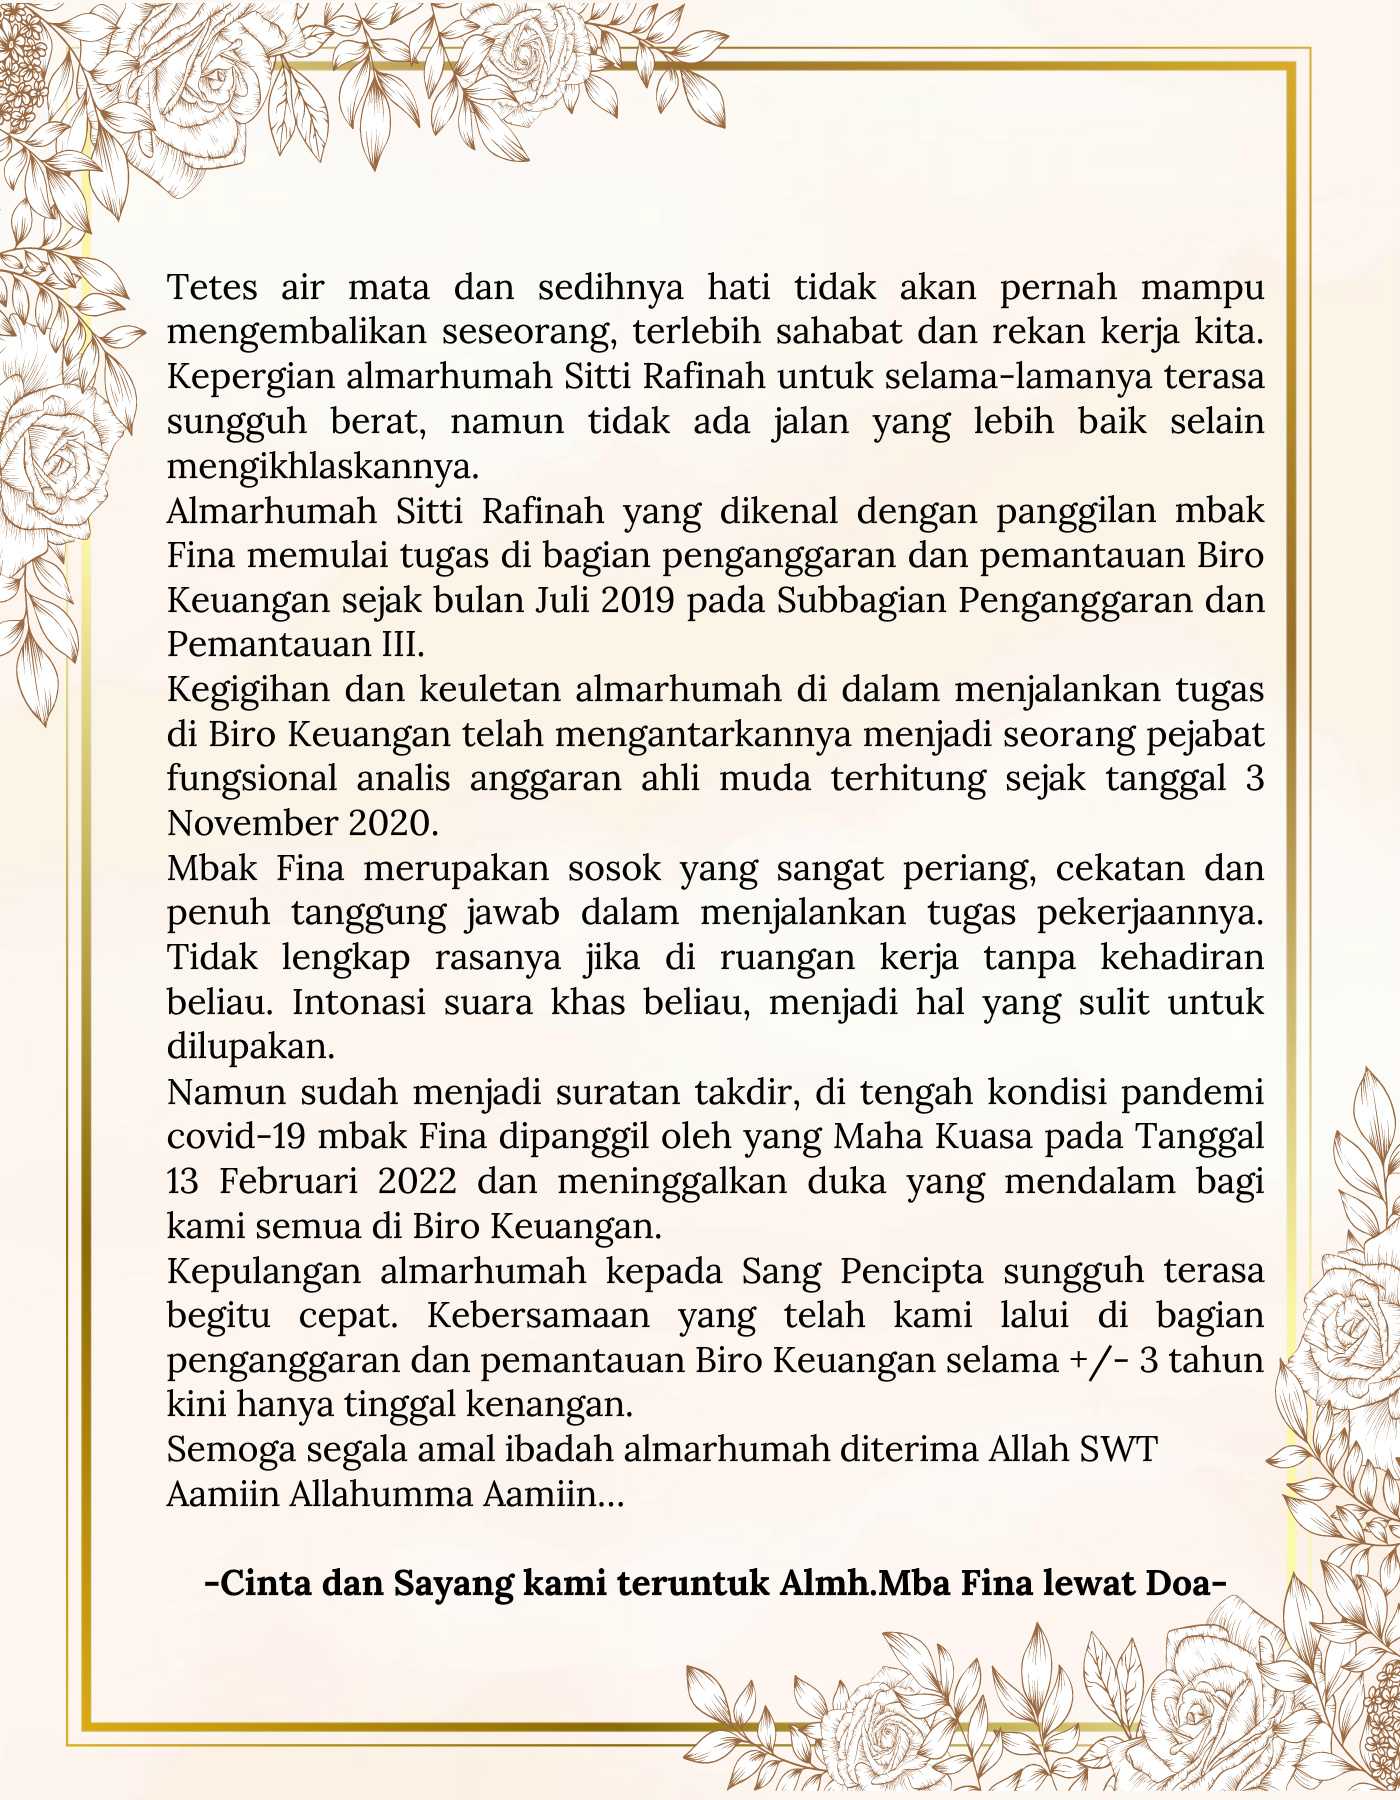 Tetes air mata dan sedihnya hati tidak akan pernah mampu
mengembalikan seseorang, terlebih sahabat dan rekan kerja kita.
Kepergian almarhumah Sitti Rafinah untuk selama-lamanya terasa
sungguh berat, namun tidak ada jalan yang lebih baik selain
mengikhlaskannya.
Almarhumah Sitti Rafinah yang dikenal dengan panggilan mbak
Fina memulai tugas di bagian penganggaran dan pemantauan Biro
Keuangan sejak bulan Juli 2019 pada Subbagian Penganggaran dan
Pemantauan III.
Kegigihan dan keuletan almarhumah di dalam menjalankan tugas
di Biro Keuangan telah mengantarkannya menjadi seorang pejabat
fungsional analis anggaran ahli muda terhitung sejak tanggal 3
November 2020.
Mbak Fina merupakan sosok yang sangat periang, cekatan dan
penuh tanggung jawab dalam menjalankan tugas pekerjaannya.
Tidak lengkap rasanya jika di ruangan kerja tanpa kehadiran
beliau. Intonasi suara khas beliau, menjadi hal yang sulit untuk
dilupakan.
Namun sudah menjadi suratan takdir, di tengah kondisi pandemi
covid-19 mbak Fina dipanggil oleh yang Maha Kuasa pada Tanggal
13 Februari 2022 dan meninggalkan duka yang mendalam bagi
kami semua di Biro Keuangan.
Kepulangan almarhumah kepada Sang Pencipta sungguh terasa
begitu cepat. Kebersamaan yang telah kami lalui di bagian
penganggaran dan pemantauan Biro Keuangan selama +/- 3 tahun
kini hanya tinggal kenangan.
Semoga segala amal ibadah almarhumah diterima Allah SWT
Aamiin Allahumma Aamiin...
-Cinta dan Sayang kami teruntuk Almh.Mba Fina lewat Doa-